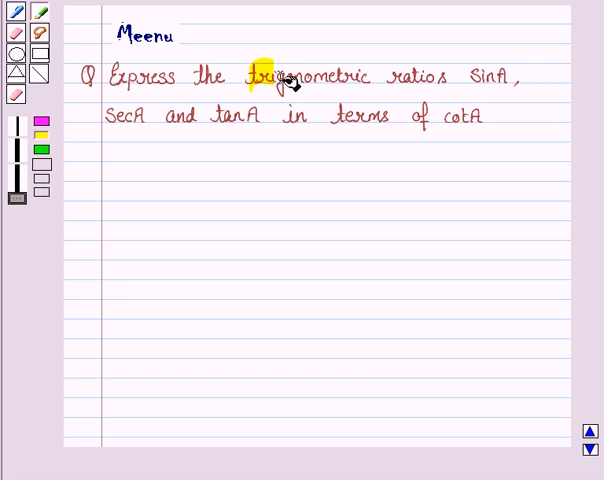 Meenu
Q Express the trigonometric ratios SinA,
SecA and tanA in terms of cotA